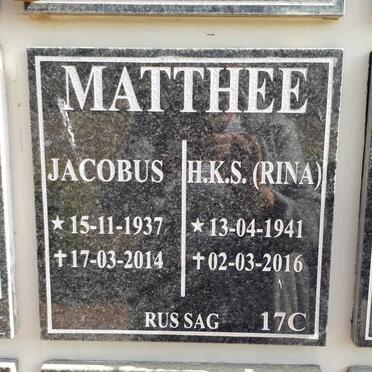 MATTHEE
JACOBUS
★ 15-11-1937
✝ 17-03-2014
H.K.S. (RINA)
★ 13-04-1941
✝ 02-03-2016
RUS SAG 17C